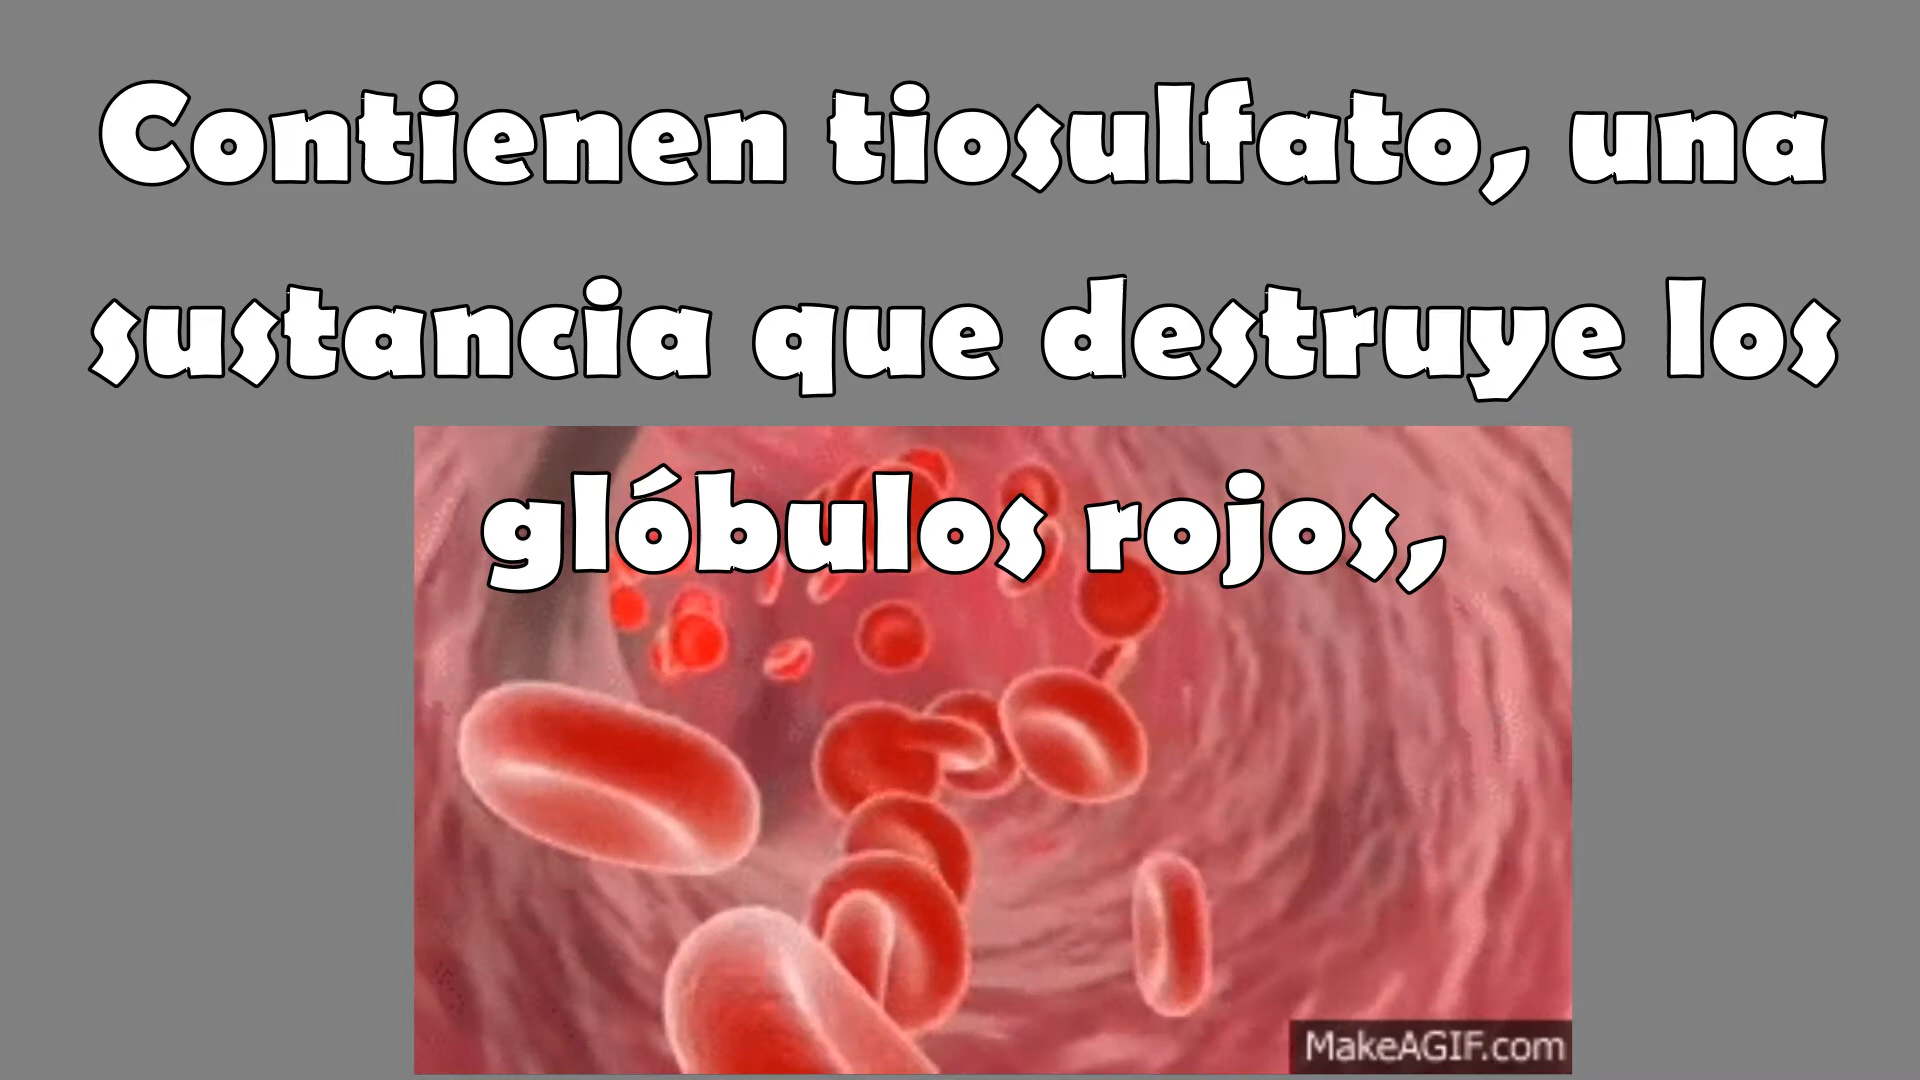 Contienen tiosulfato, una
sustancia que destruye los
glóbulos rojos,
MakeAGIF.com